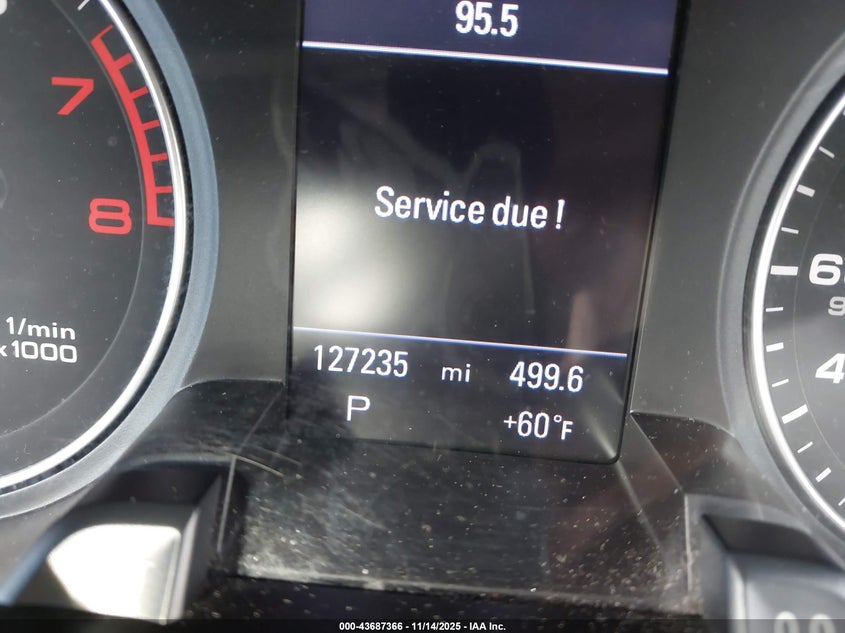 95.5
7
Service due !
8
1/min
x 1000
127235 mi 499.6
P
+60°F
000-43687366 - 11/14/2025 - IAA Inc.